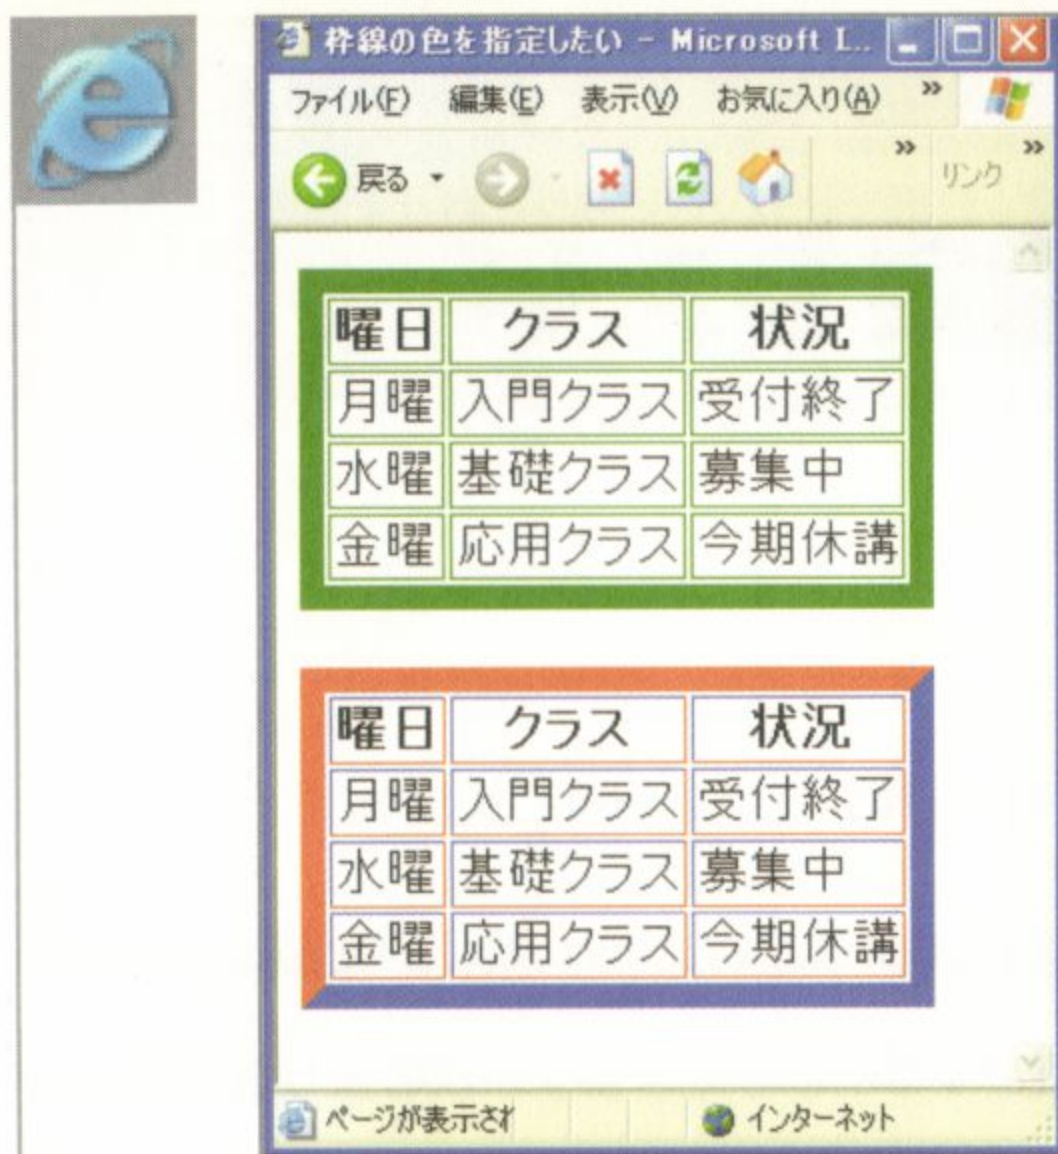 枠線の色を指定したい - Microsoft I...
ファイル(F) 編集(E) 表示(V) お気に入り(A) »
戻る » リンク »
曜日 クラス 状況
月曜 入門クラス 受付終了
水曜 基礎クラス 募集中
金曜 応用クラス 今期休講
曜日 クラス 状況
月曜 入門クラス 受付終了
水曜 基礎クラス 募集中
金曜 応用クラス 今期休講
ページが表示され インターネット